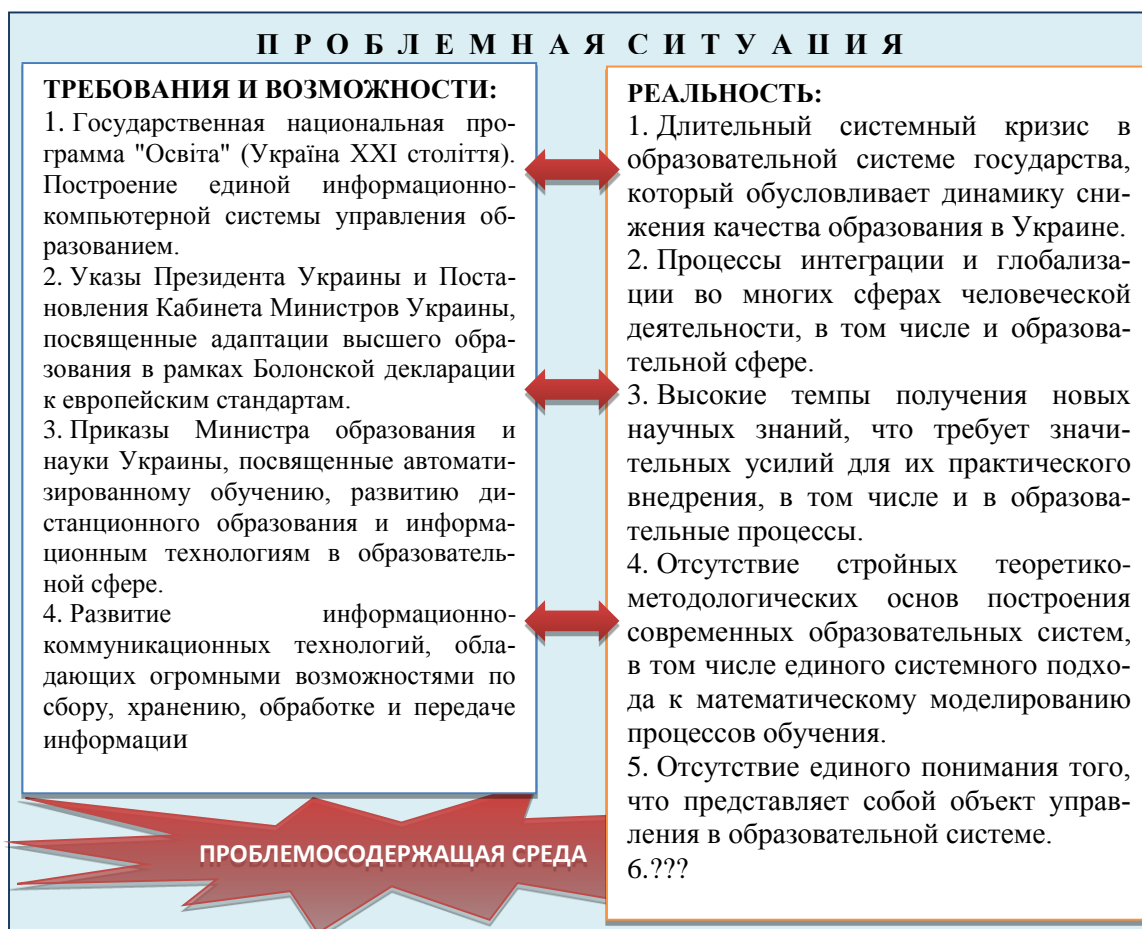 ПРОБЛЕМНАЯ СИТУАЦИЯ
ТРЕБОВАНИЯ И ВОЗМОЖНОСТИ:
1. Государственная национальная про-
грамма "Освіта" (Україна XXI століття).
Построение единой информационно-
компьютерной системы управления об-
разованием.
2. Указы Президента Украины и Поста-
новления Кабинета Министров Украины,
посвященные адаптации высшего обра-
зования в рамках Болонской декларации
к европейским стандартам.
3. Приказы Министра образования и
науки Украины, посвященные автомати-
зированному обучению, развитию ди-
станционного образования и информа-
ционным технологиям в образователь-
ной сфере.
4. Развитие информационно-
коммуникационных технологий, обла-
дающих огромными возможностями по
сбору, хранению, обработке и передаче
информации
РЕАЛЬНОСТЬ:
1. Длительный системный кризис в
образовательной системе государства,
который обусловливает динамику сни-
жения качества образования в Украине.
2. Процессы интеграции и глобализа-
ции во многих сферах человеческой
деятельности, в том числе и образова-
тельной сфере.
3. Высокие темпы получения новых
научных знаний, что требует значи-
тельных усилий для их практического
внедрения, в том числе и в образова-
тельные процессы.
4. Отсутствие стройных теоретико-
методологических основ построения
современных образовательных систем,
в том числе единого системного подхо-
да к математическому моделированию
процессов обучения.
5. Отсутствие единого понимания того,
что представляет собой объект управ-
ления в образовательной системе.
6.???
ПРОБЛЕМОСОДЕРЖАЩАЯ СРЕДА